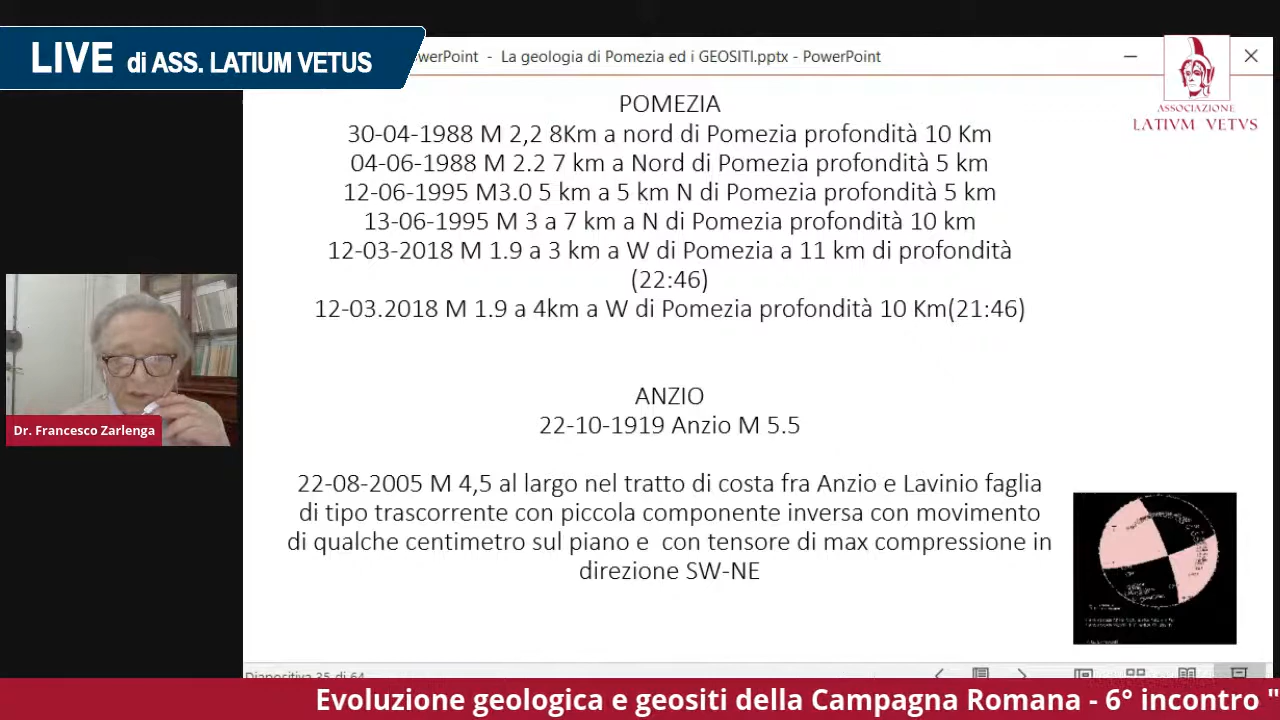 LIVE di ASS. LATIUM VETUS
PowerPoint - La geologia di Pomezia ed i GEOSITI.pptx - PowerPoint
ASSOCIAZIONE
LATIVM VETVS
POMEZIA
30-04-1988 M 2,2 8Km a nord di Pomezia profondità 10 Km
04-06-1988 M 2.2 7 km a Nord di Pomezia profondità 5 km
12-06-1995 M3.0 5 km a 5 km N di Pomezia profondità 5 km
13-06-1995 M 3 a 7 km a N di Pomezia profondità 10 km
12-03-2018 M 1.9 a 3 km a W di Pomezia a 11 km di profondità
(22:46)
12-03.2018 M 1.9 a 4km a W di Pomezia profondità 10 Km(21:46)
ANZIO
22-10-1919 Anzio M 5.5
22-08-2005 M 4,5 al largo nel tratto di costa fra Anzio e Lavinio faglia
di tipo trascorrente con piccola componente inversa con movimento
di qualche centimetro sul piano e con tensore di max compressione in
direzione SW-NE
Dr. Francesco Zarlenga
Diapositiva 35 di 64
Evoluzione geologica e geositi della Campagna Romana - 6° incontro "